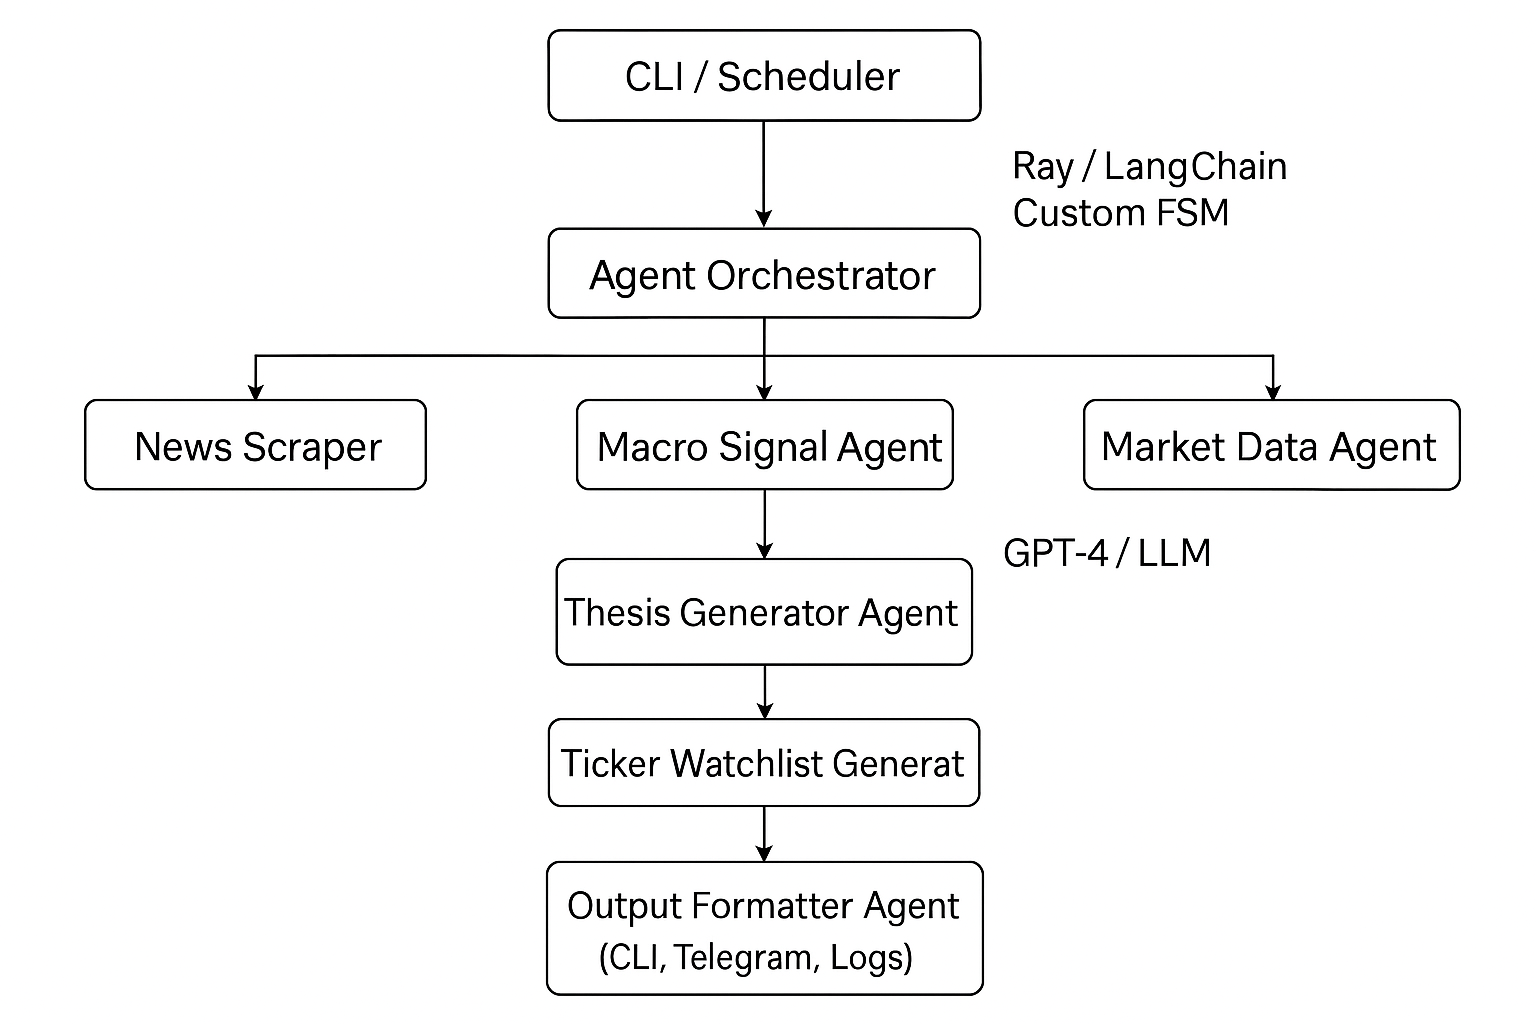 CLI / Scheduler
Ray / LangChain
Custom FSM
Agent Orchestrator
News Scraper
Macro Signal Agent
Market Data Agent
GPT-4 / LLM
Thesis Generator Agent
Ticker Watchlist Generat
Output Formatter Agent
(CLI, Telegram, Logs)